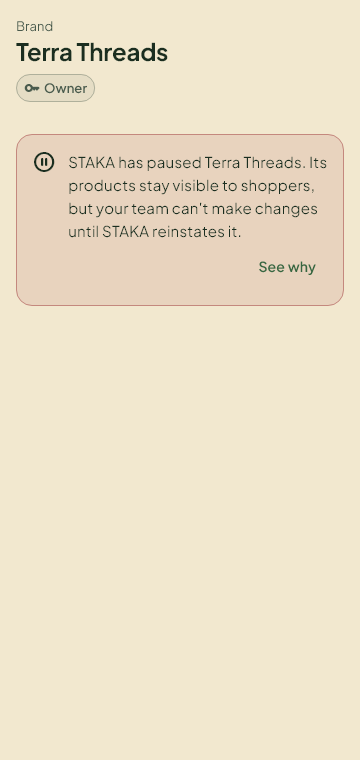 Brand
Terra Threads
Owner
STAKA has paused Terra Threads. Its
products stay visible to shoppers,
but your team can't make changes
until STAKA reinstates it.
See why